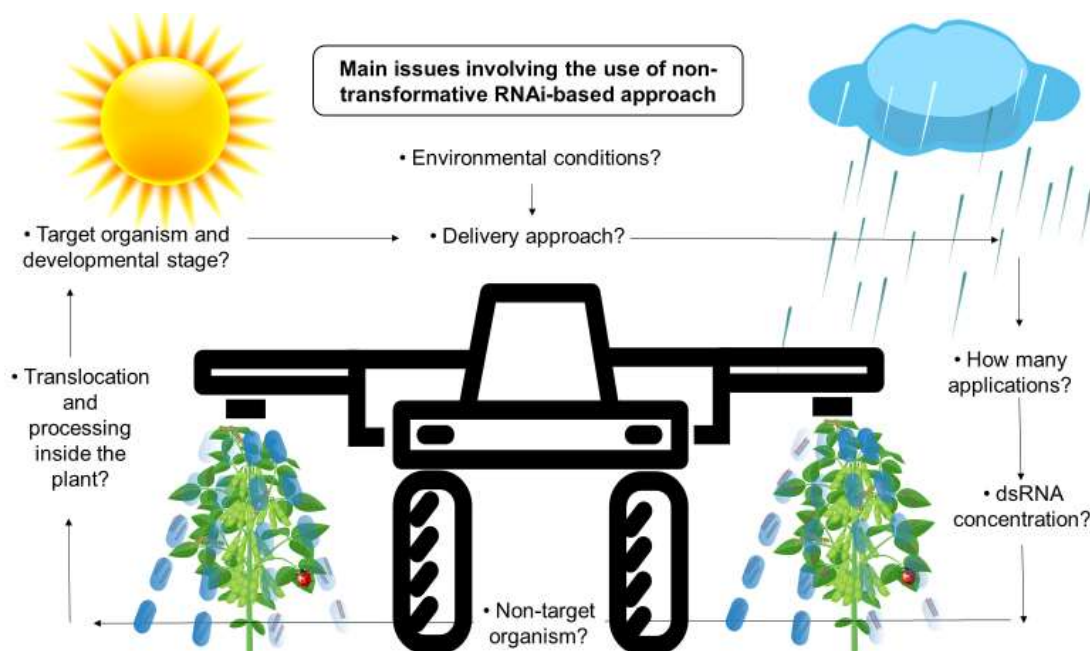 Main issues involving the use of non-
transformative RNAi-based approach
• Environmental conditions?
• Target organism and
developmental stage?
• Delivery approach?
• How many
applications?
• Translocation
and
processing
inside the
plant?
• dsRNA
concentration?
• Non-target
organism?